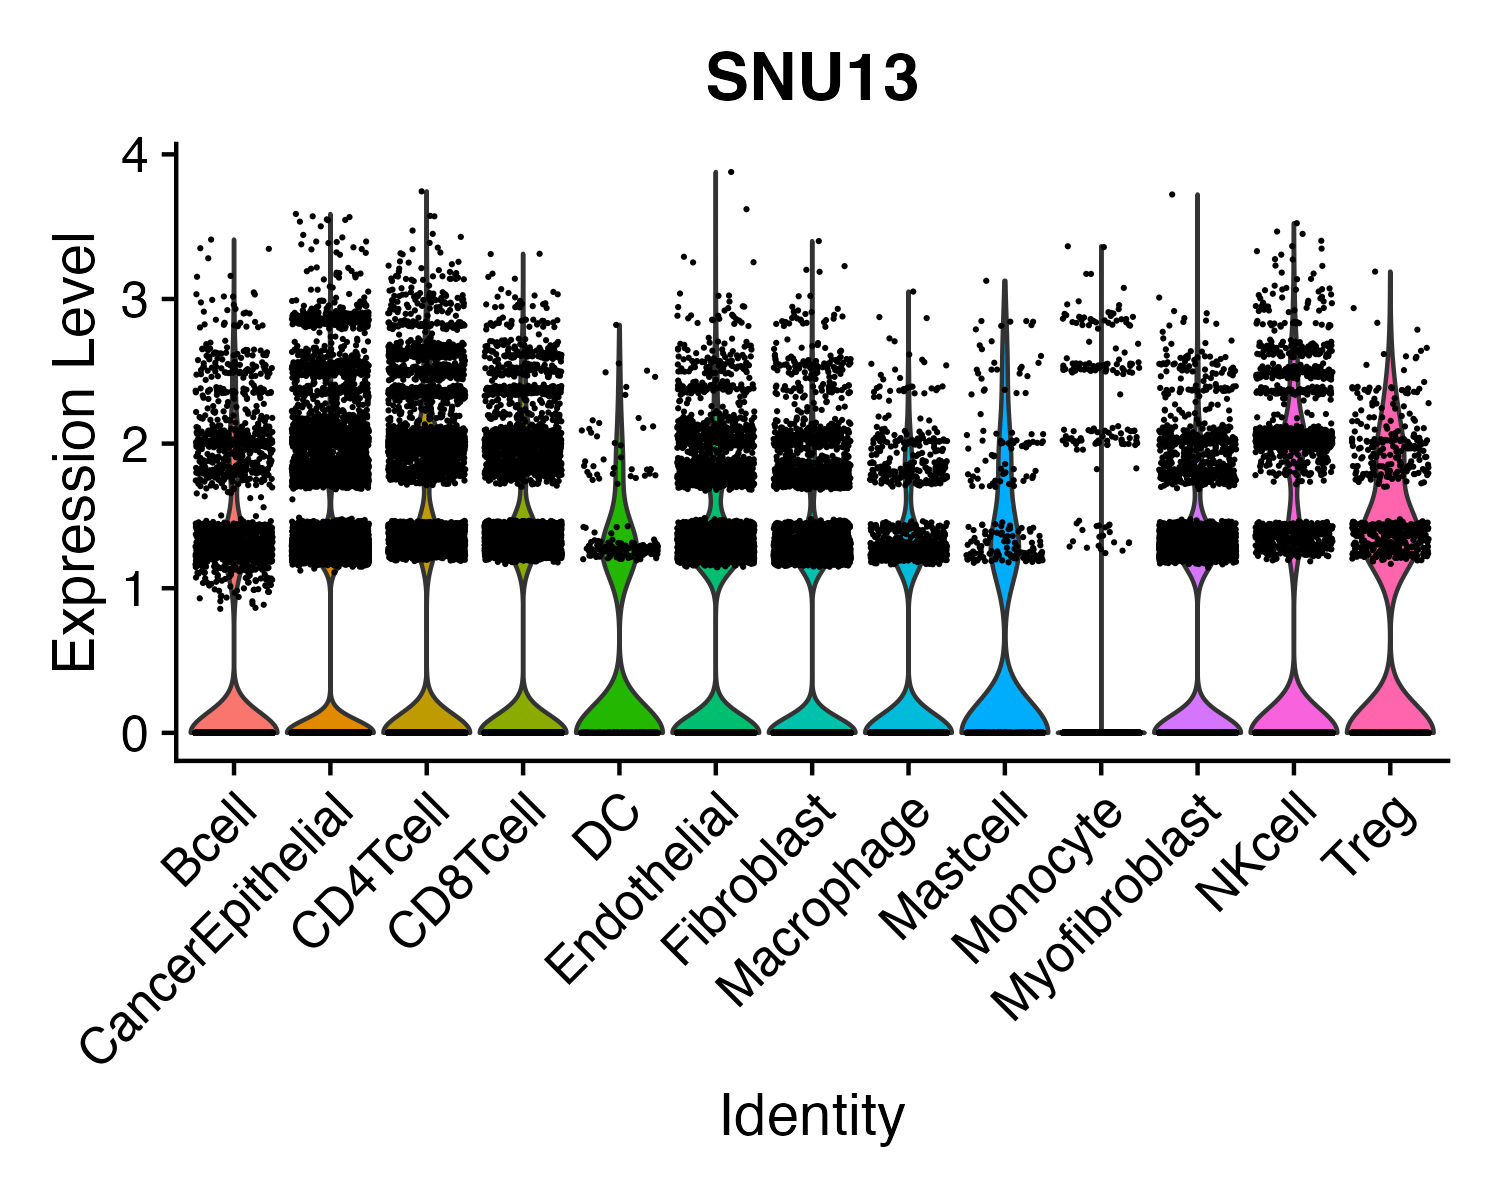 SNU13
Expression Level
4
3
2
1
0
Bcell
CancerEpithelial
CD4Tcell
CD8Tcell
DC
Endothelial
Fibroblast
Macrophage
Mastcell
Monocyte
Myofibroblast
NKcell
Treg
Identity